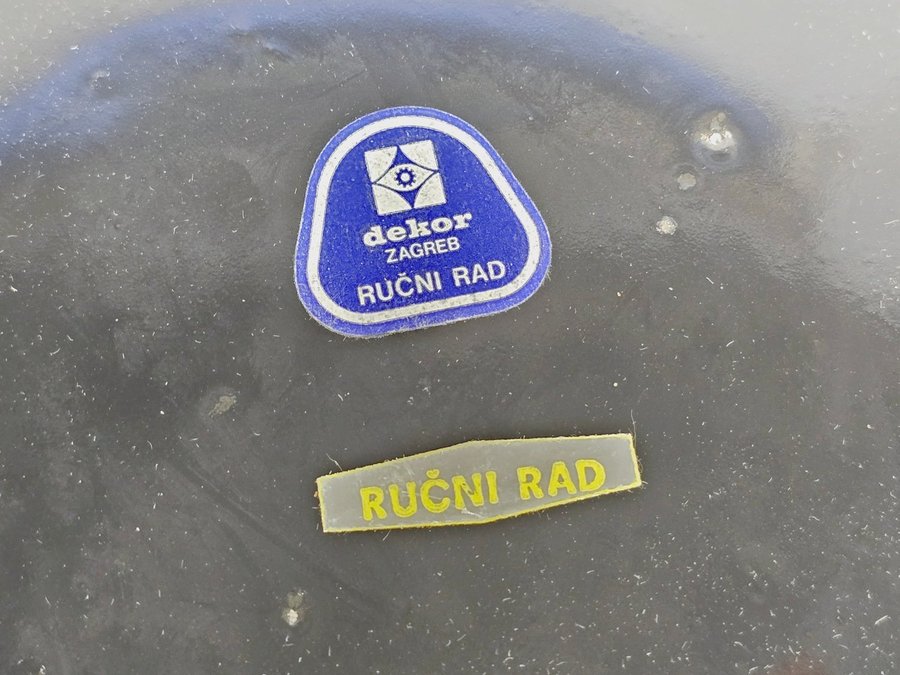 dekor
ZAGREB
RUČNI RAD
RUČNI RAD